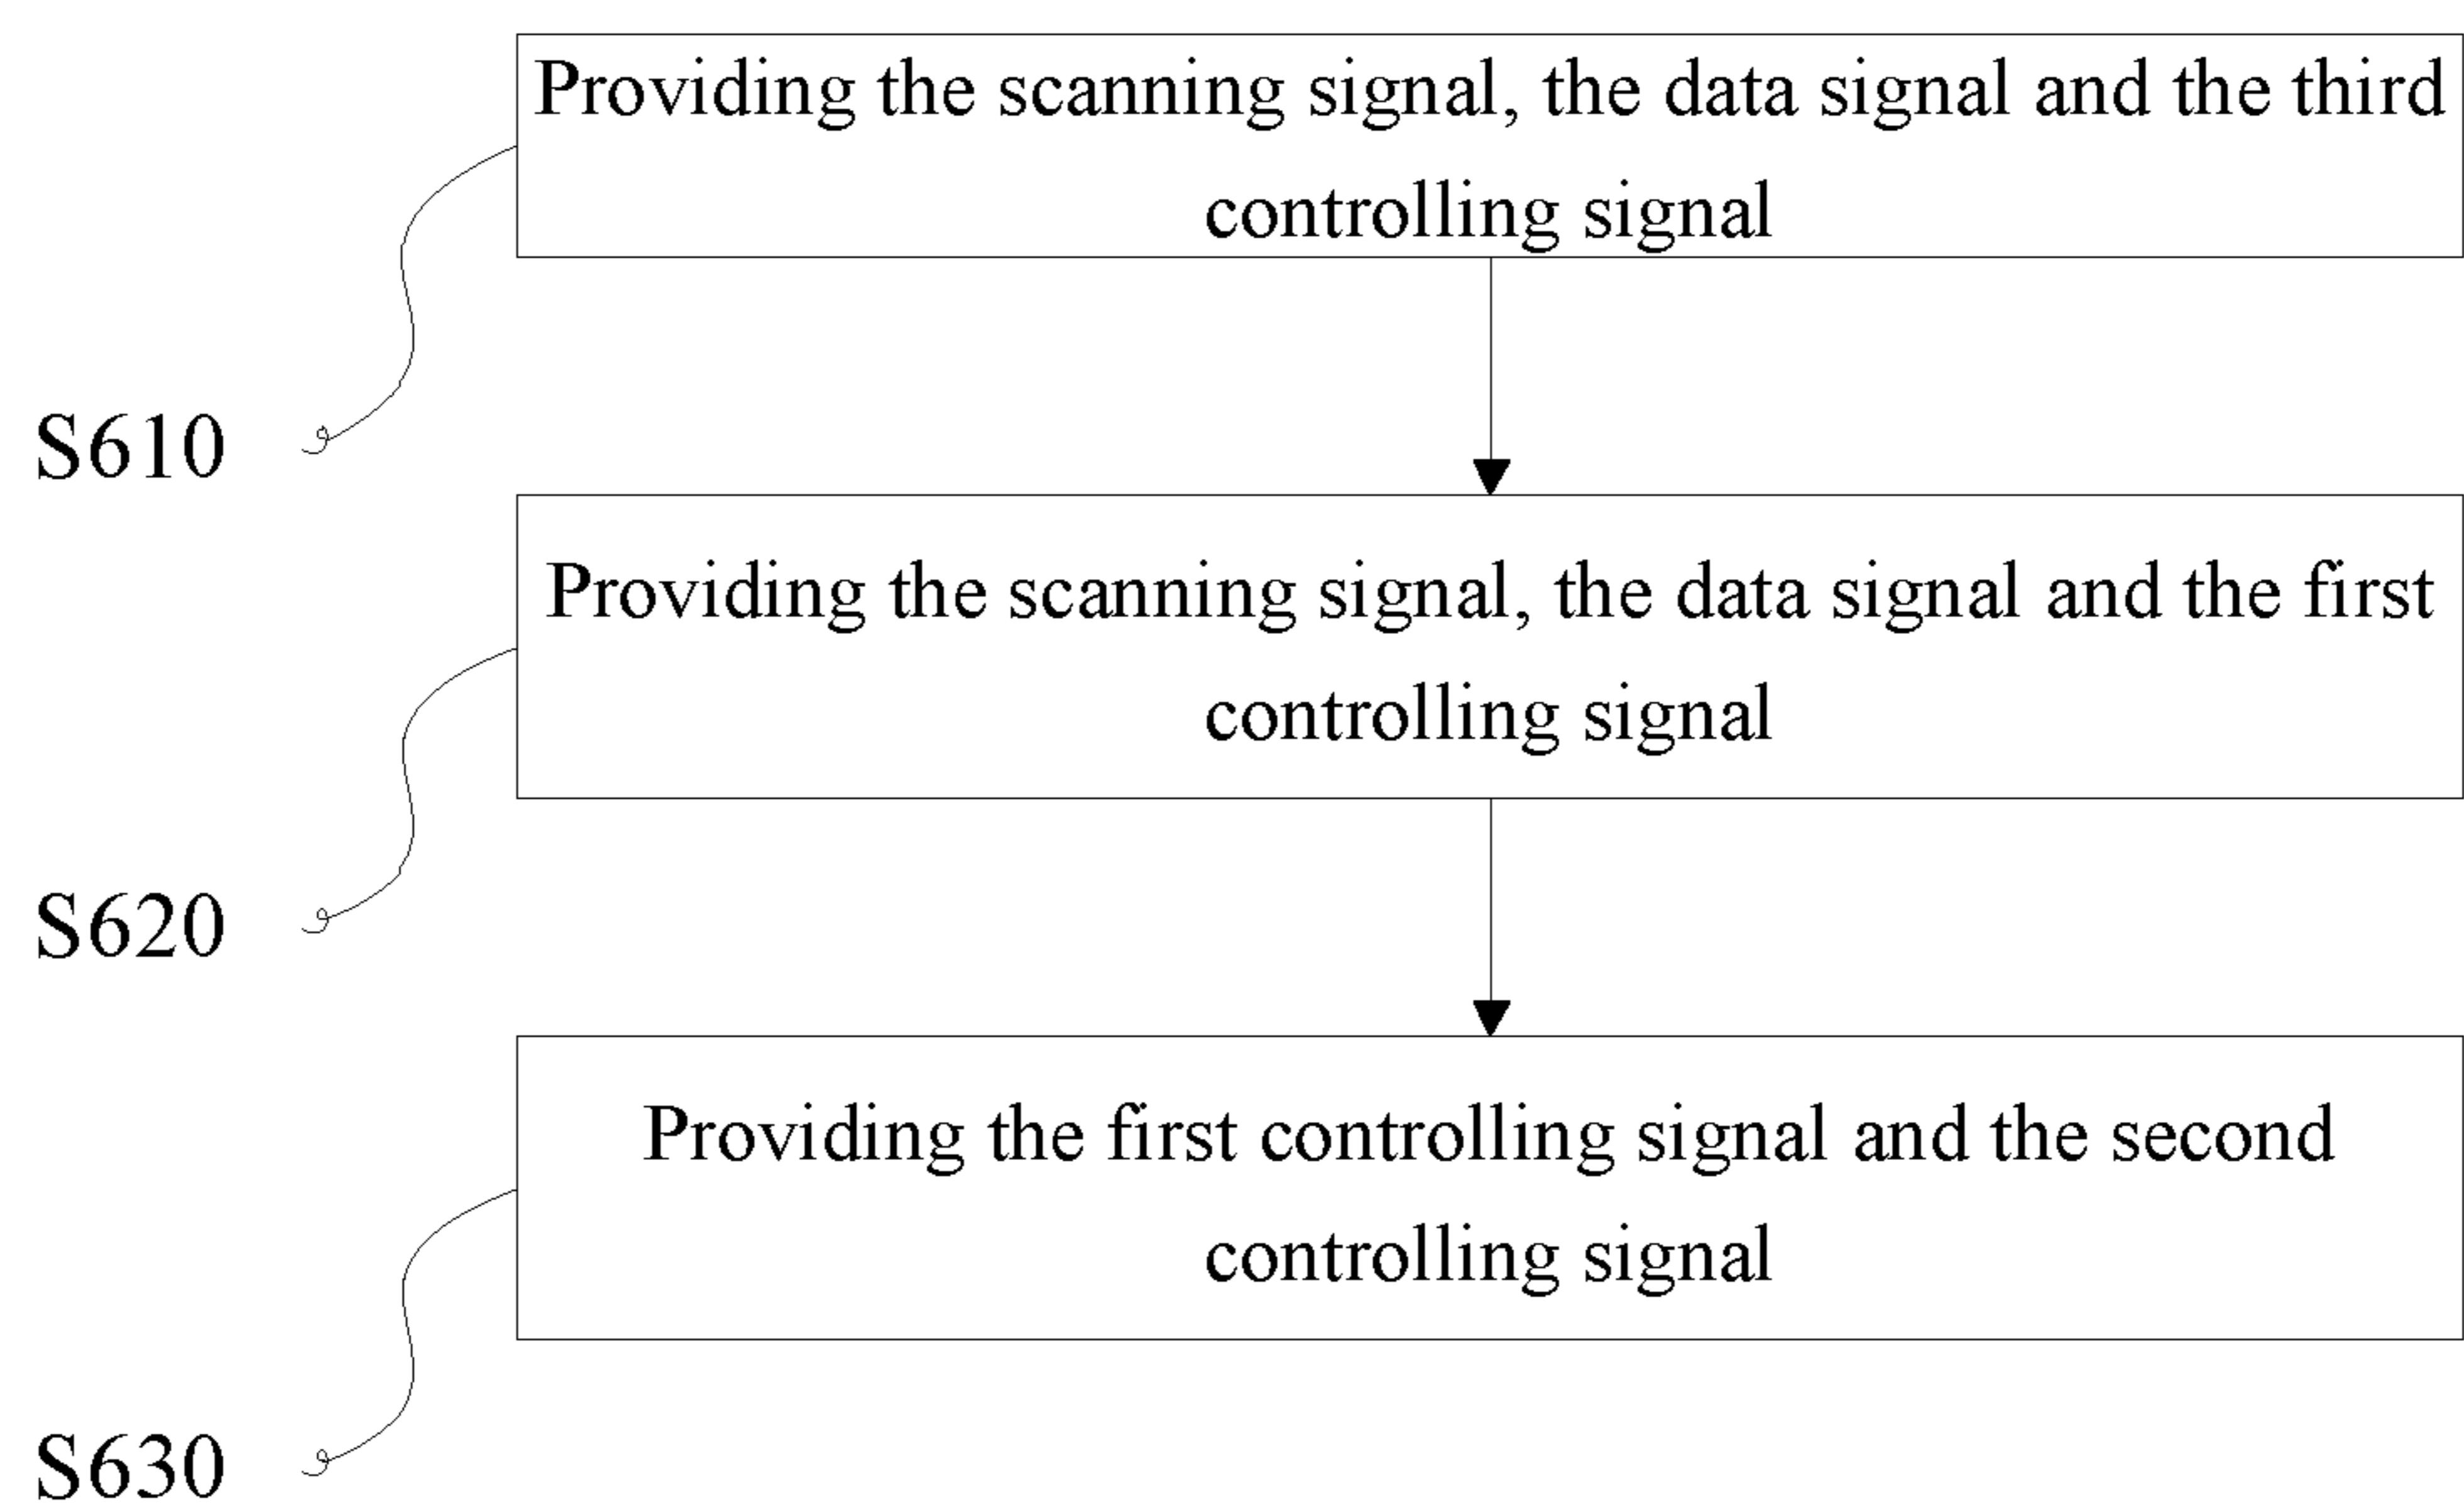 Providing the scanning signal, the data signal and the third
controlling signal
S610
Providing the scanning signal, the data signal and the first
controlling signal
S620
Providing the first controlling signal and the second
controlling signal
S630